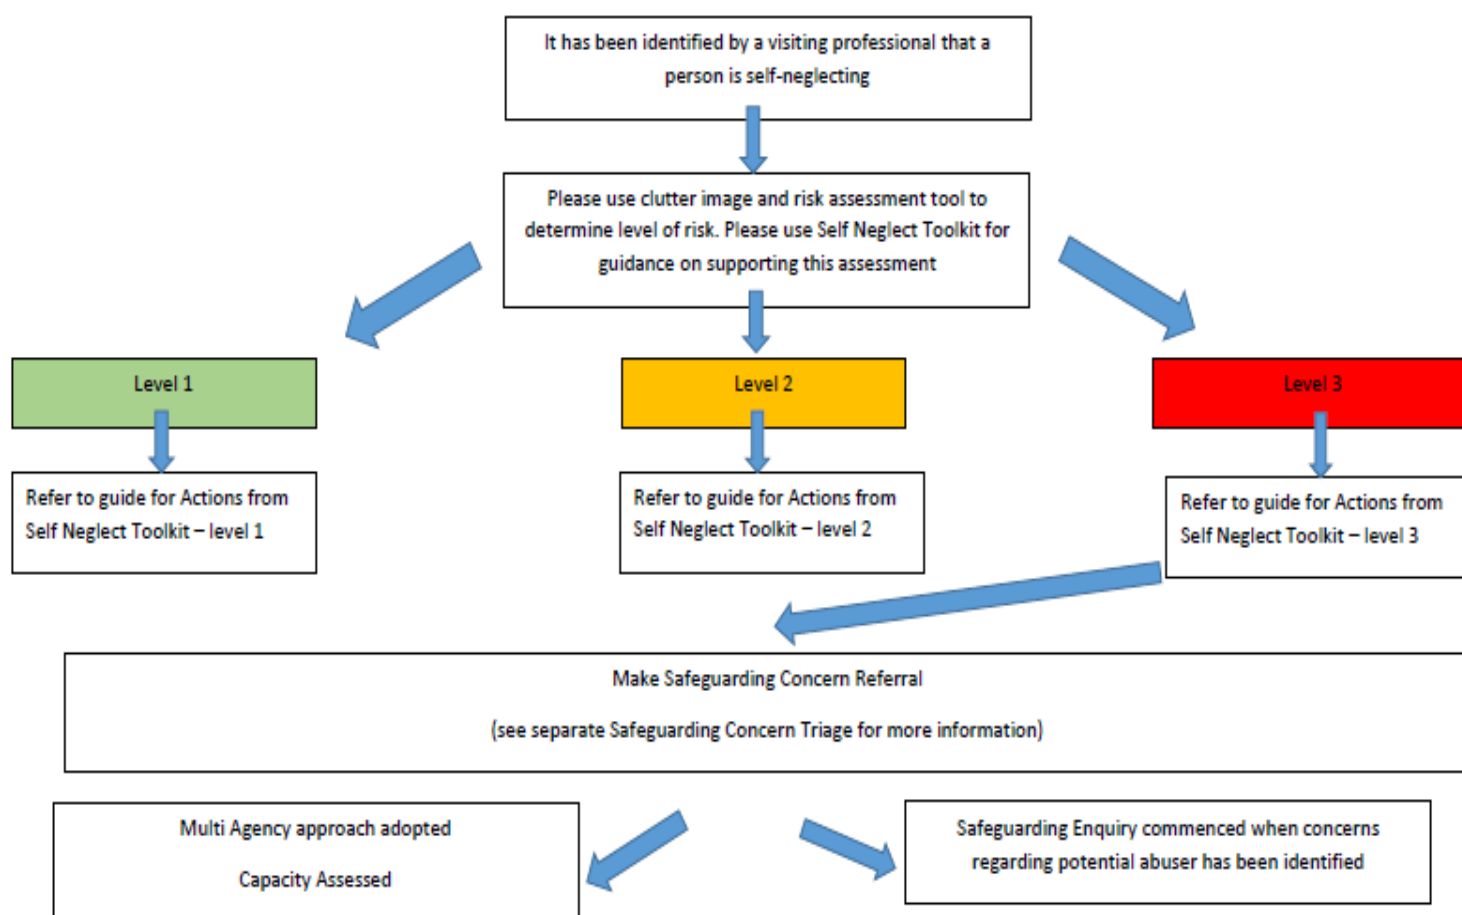 It has been identified by a visiting professional that a
person is self-neglecting
Please use clutter image and risk assessment tool to
determine level of risk. Please use Self Neglect Toolkit for
guidance on supporting this assessment
Level 1
Level 2
Level 3
Refer to guide for Actions from
Self Neglect Toolkit – level 1
Refer to guide for Actions from
Self Neglect Toolkit – level 2
Refer to guide for Actions from
Self Neglect Toolkit – level 3
Make Safeguarding Concern Referral
(see separate Safeguarding Concern Triage for more information)
Multi Agency approach adopted
Capacity Assessed
Safeguarding Enquiry commenced when concerns
regarding potential abuser has been identified